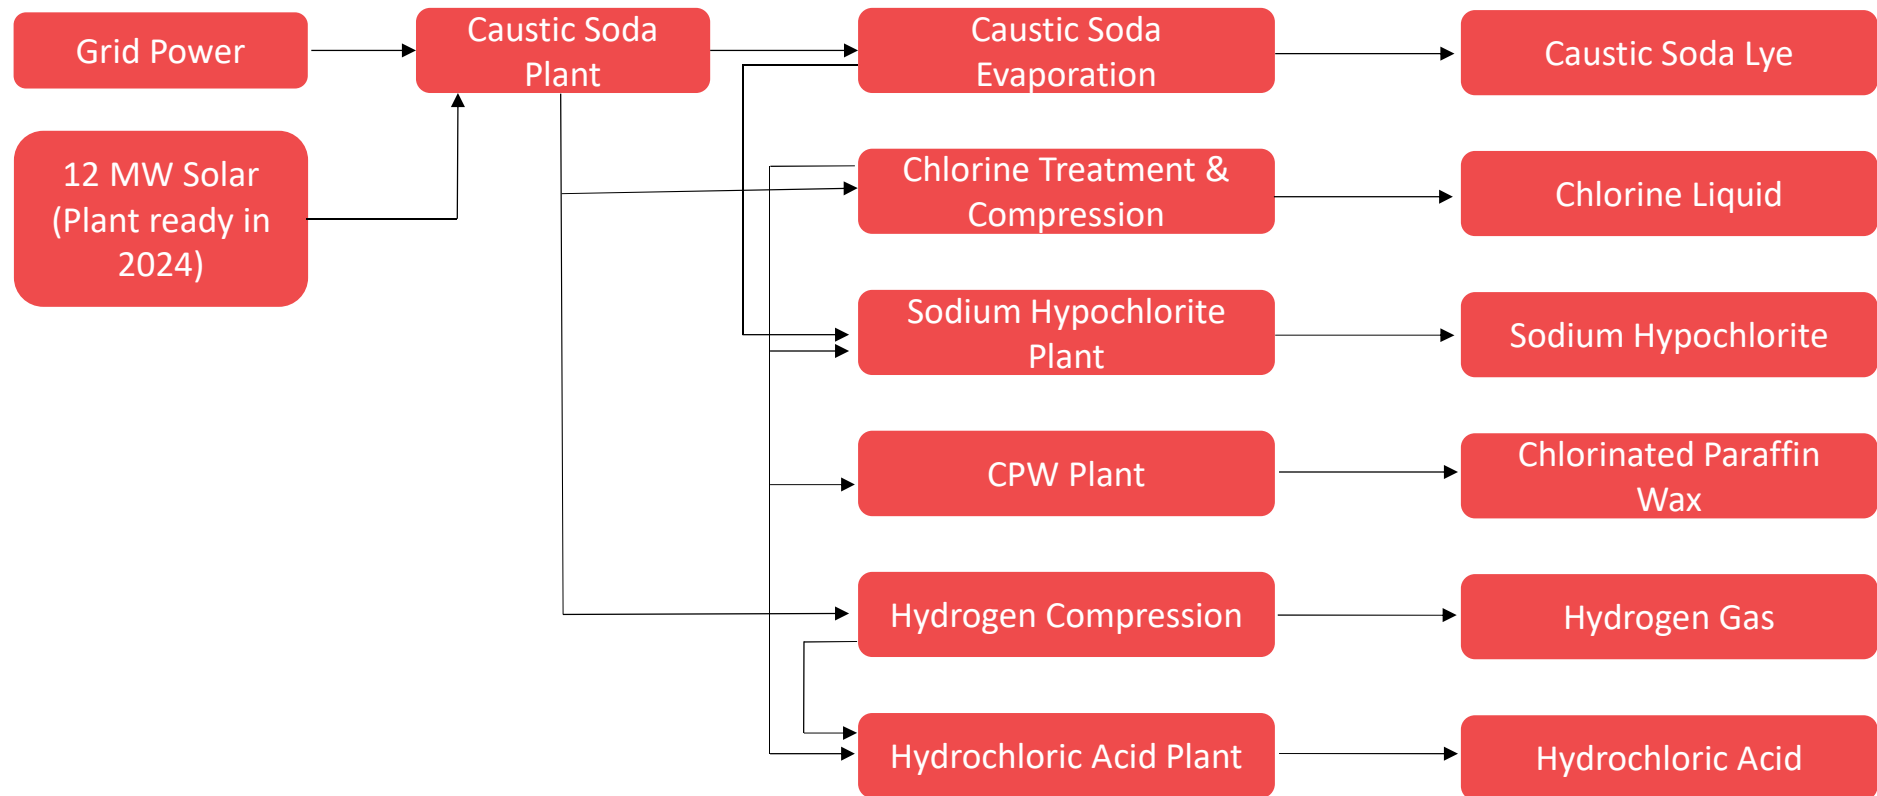 Grid Power
Caustic Soda
Plant
Caustic Soda
Evaporation
Caustic Soda Lye
12 MW Solar
(Plant ready in
2024)
Chlorine Treatment &
Compression
Chlorine Liquid
Sodium Hypochlorite
Plant
Sodium Hypochlorite
CPW Plant
Chlorinated Paraffin
Wax
Hydrogen Compression
Hydrogen Gas
Hydrochloric Acid Plant
Hydrochloric Acid